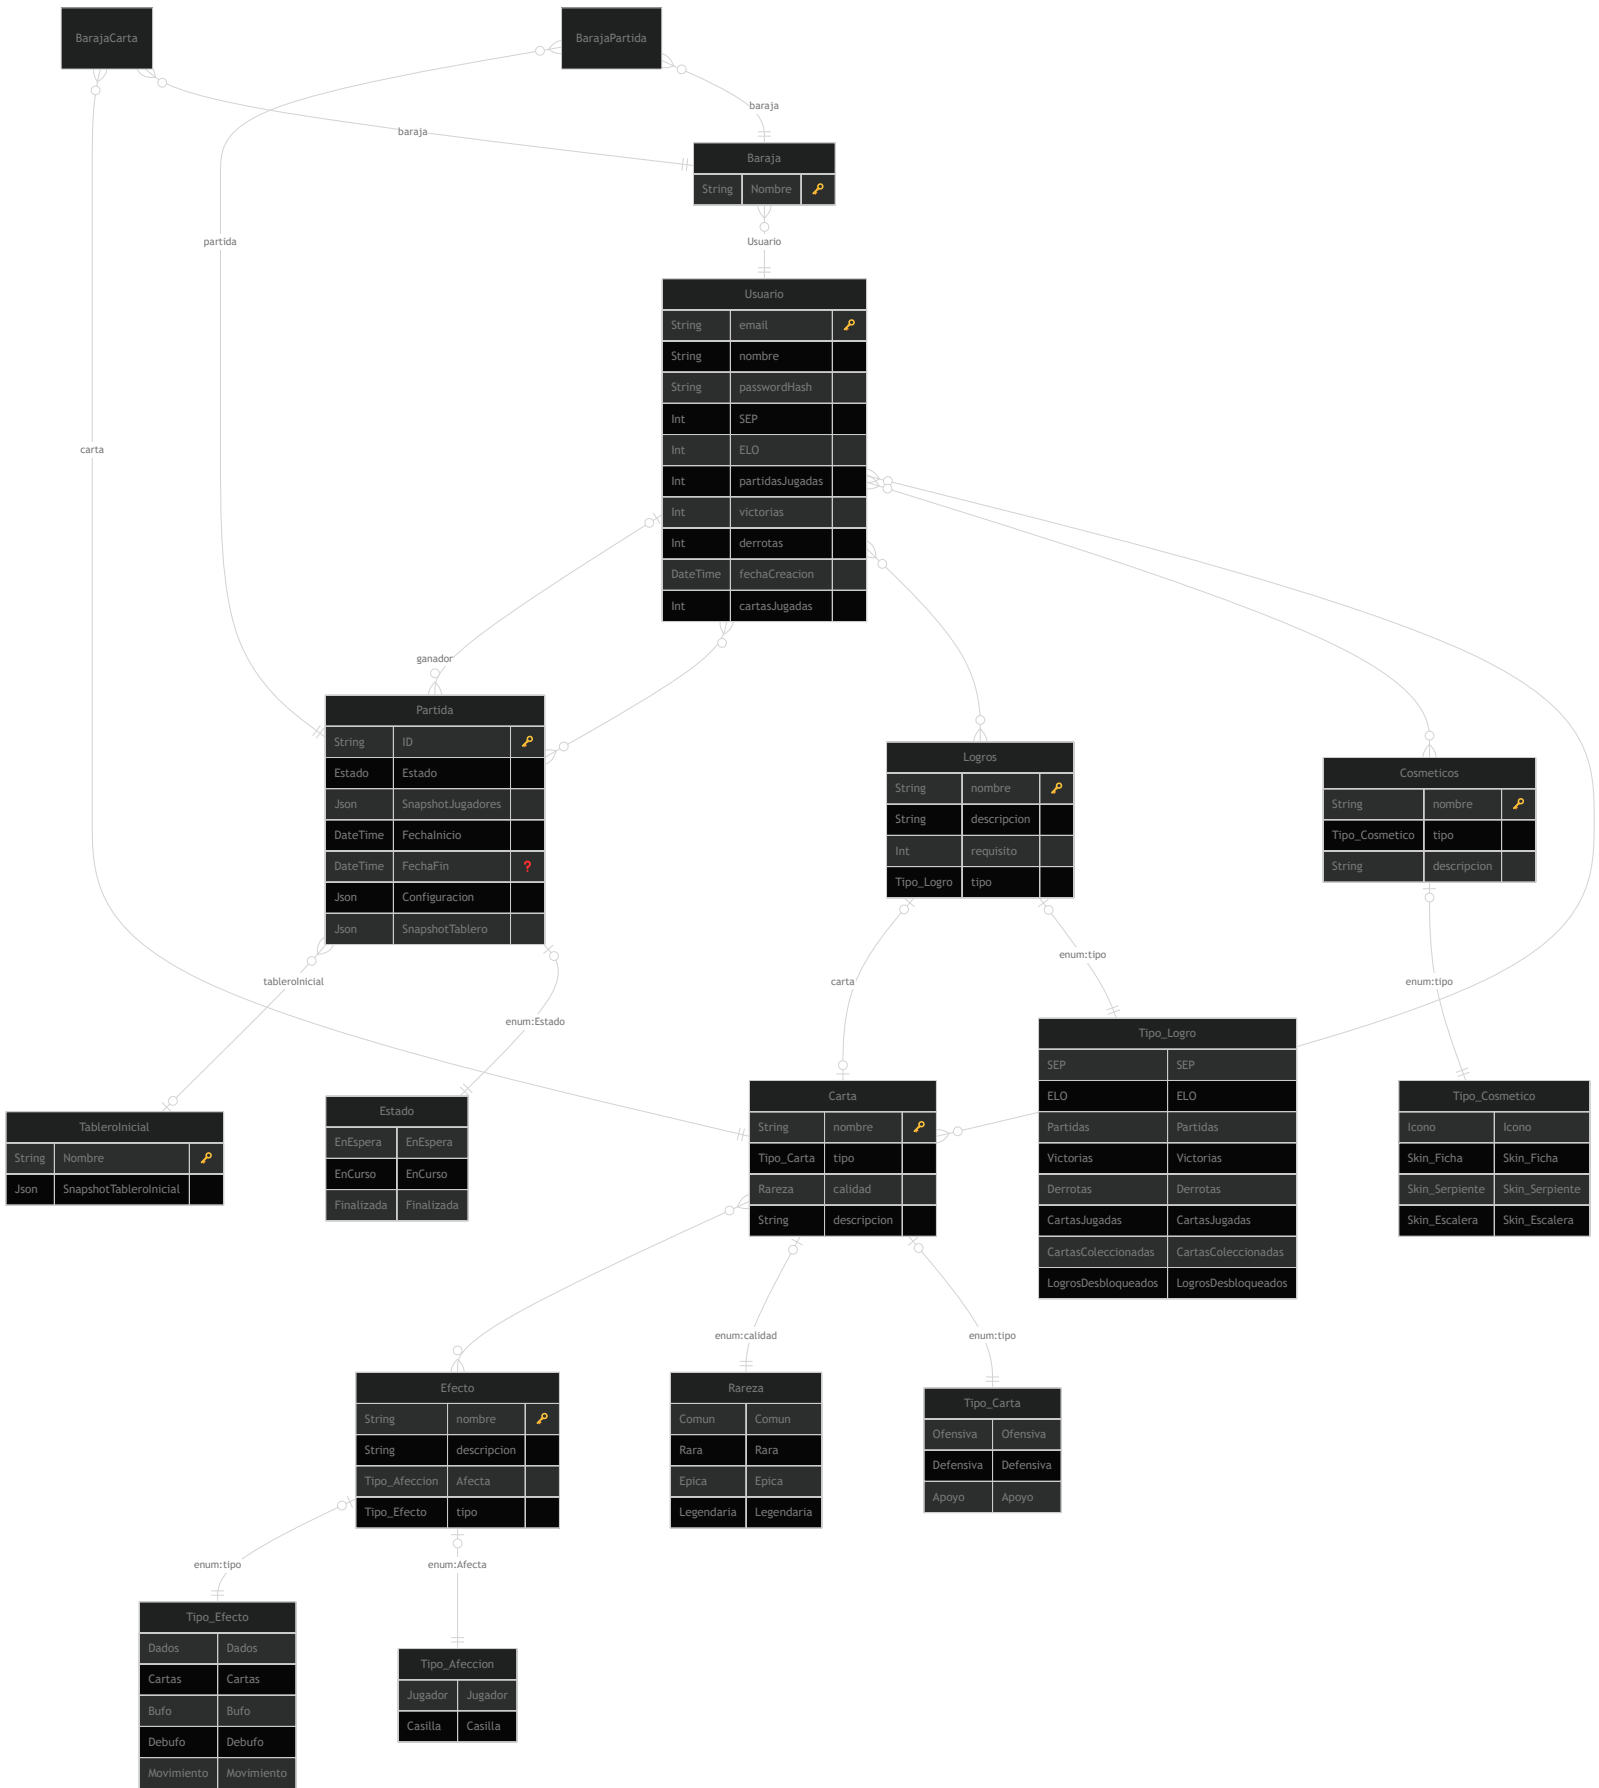 BarajaCarta
BarajaPartida
baraja
baraja
Baraja
String Nombre
partida
Usuario
Usuario
String email
String nombre
String passwordHash
Int SEP
Int ELO
Int partidasJugadas
Int victorias
Int derrotas
DateTime fechaCreacion
Int cartasJugadas
carta
ganador
Partida
String ID
Estado Estado
Json SnapshotJugadores
DateTime FechaInicio
DateTime FechaFin ?
Json Configuracion
Json SnapshotTablero
Logros
String nombre
String descripcion
Int requisito
Tipo_Logro tipo
Cosmeticos
String nombre
Tipo_Cosmetico tipo
String descripcion
tableroInicial
enum:Estado
carta
enum:tipo
enum:tipo
TableroInicial
String Nombre
Json SnapshotTableroInicial
Estado
EnEspera EnEspera
EnCurso EnCurso
Finalizada Finalizada
Carta
String nombre
Tipo_Carta tipo
Rareza calidad
String descripcion
Tipo_Logro
SEP SEP
ELO ELO
Partidas Partidas
Victorias Victorias
Derrotas Derrotas
CartasJugadas CartasJugadas
CartasColeccionadas CartasColeccionadas
LogrosDesbloqueados LogrosDesbloqueados
Tipo_Cosmetico
Icono Icono
Skin_Ficha Skin_Ficha
Skin_Serpiente Skin_Serpiente
Skin_Escalera Skin_Escalera
enum:calidad
enum:tipo
Efecto
String nombre
String descripcion
Tipo_Afeccion Afecta
Tipo_Efecto tipo
Rareza
Comun Comun
Rara Rara
Epica Epica
Legendaria Legendaria
Tipo_Carta
Ofensiva Ofensiva
Defensiva Defensiva
Apoyo Apoyo
enum:tipo
enum:Afecta
Tipo_Efecto
Dados Dados
Cartas Cartas
Bufo Bufo
Debufo Debufo
Movimiento Movimiento
Tipo_Afeccion
Jugador Jugador
Casilla Casilla